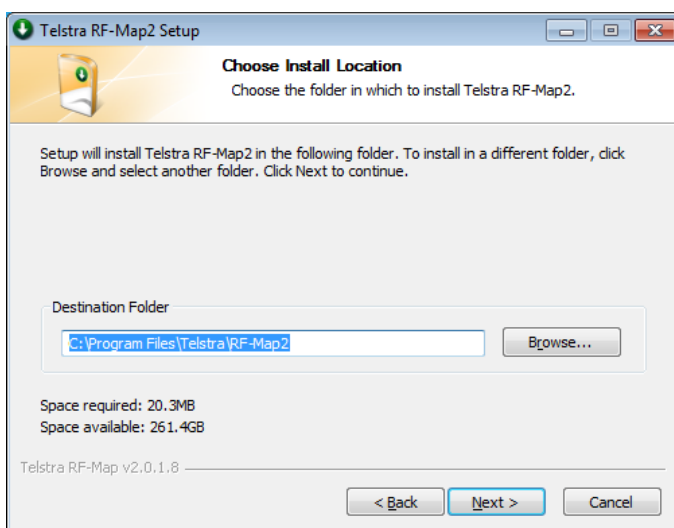 Telstra RF-Map2 Setup
Choose Install Location
Choose the folder in which to install Telstra RF-Map2.
Setup will install Telstra RF-Map2 in the following folder. To install in a different folder, click
Browse and select another folder. Click Next to continue.
Destination Folder
C:\Program Files\Telstra\RF-Map2
Browse...
Space required: 20.3MB
Space available: 261.4GB
Telstra RF-Map v2.0.1.8
< Back
Next >
Cancel